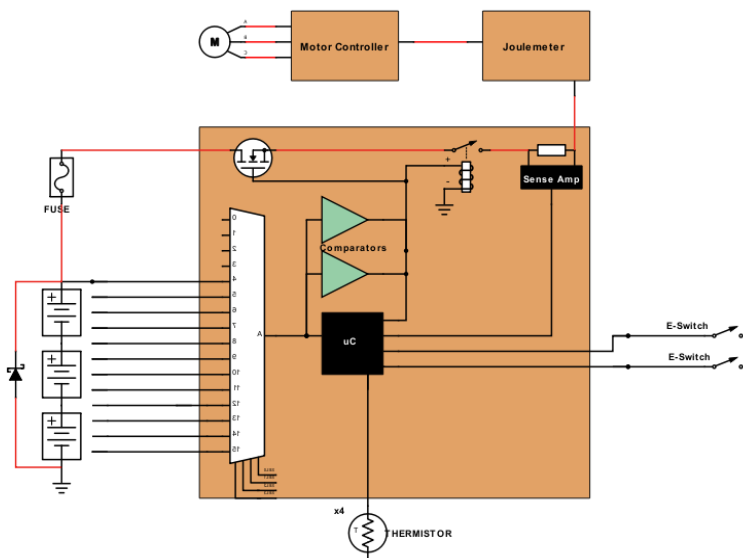 A
B
C
M
Motor Controller
Joulemeter
FUSE
+
-
Sense Amp
Comparators
0
1
2
3
4
5
6
7
8
9
10
11
12
13
14
15
A
uC
E-Switch
E-Switch
+
+
+
x4
T
THERMISTOR